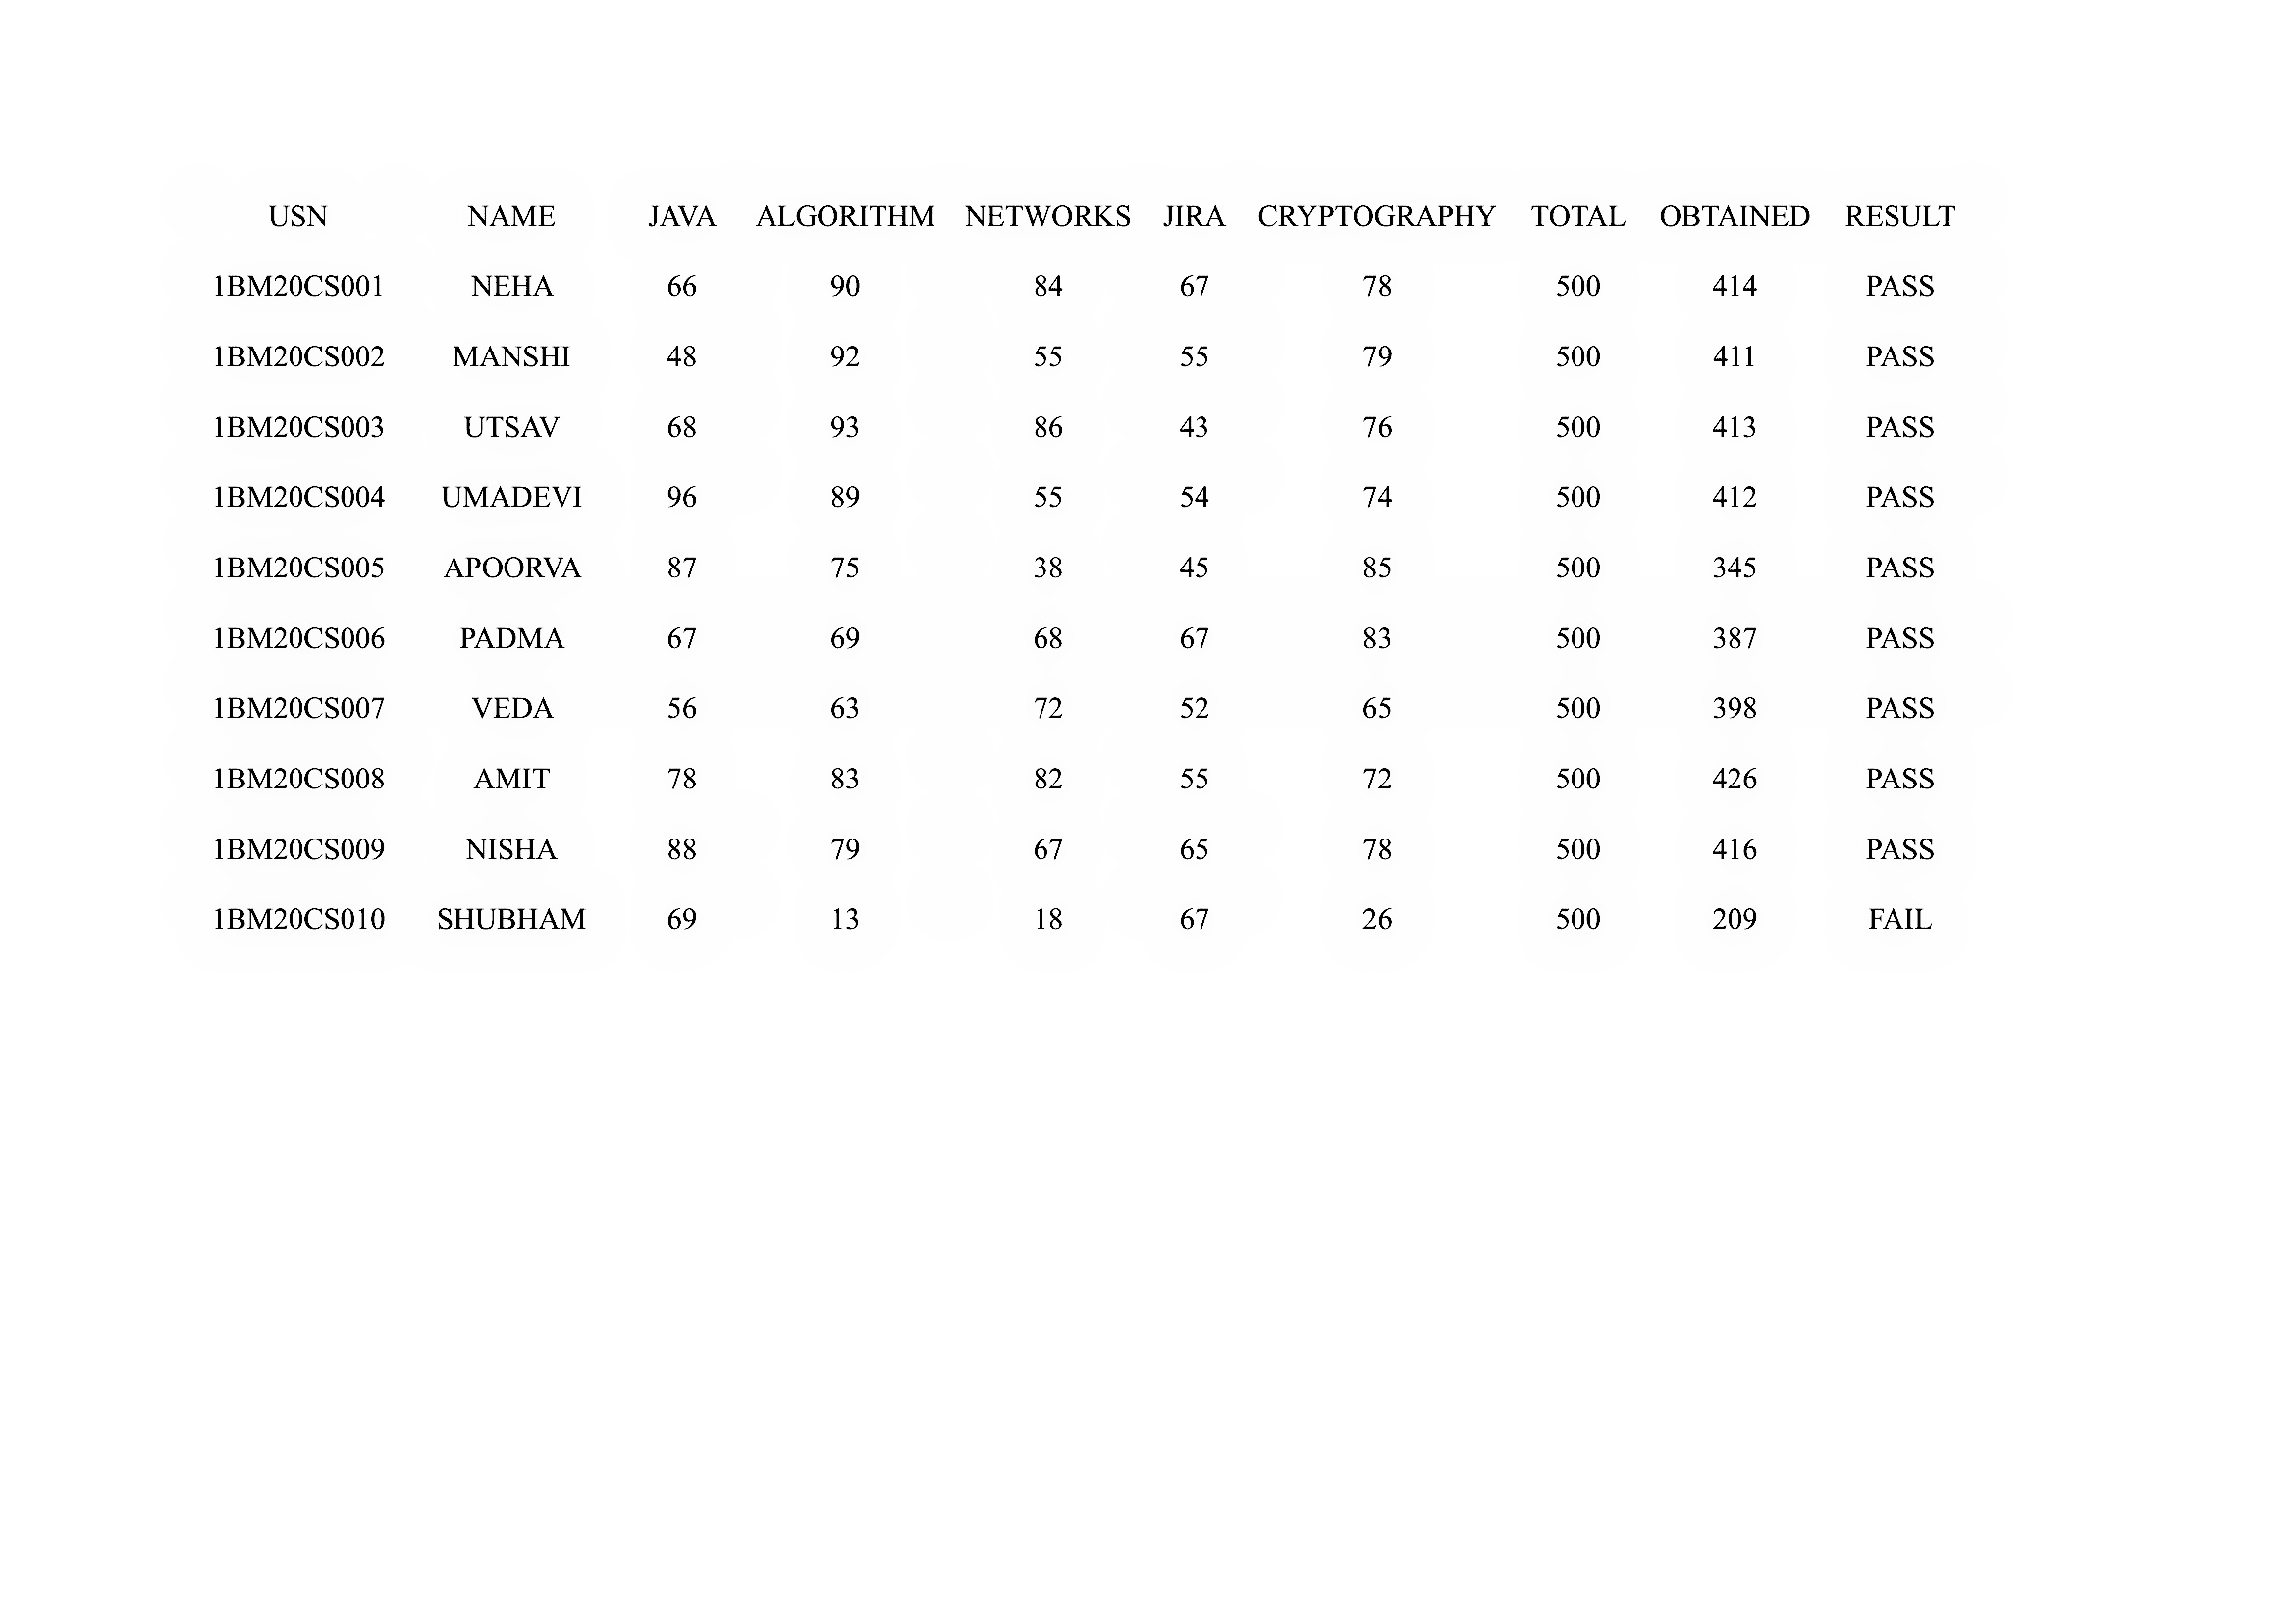 USN NAME JAVA ALGORITHM NETWORKS JIRA CRYPTOGRAPHY TOTAL OBTAINED RESULT
1BM20CS001 NEHA 66 90 84 67 78 500 414 PASS
1BM20CS002 MANSHI 48 92 55 55 79 500 411 PASS
1BM20CS003 UTSAV 68 93 86 43 76 500 413 PASS
1BM20CS004 UMADEVI 96 89 55 54 74 500 412 PASS
1BM20CS005 APOORVA 87 75 38 45 85 500 345 PASS
1BM20CS006 PADMA 67 69 68 67 83 500 387 PASS
1BM20CS007 VEDA 56 63 72 52 65 500 398 PASS
1BM20CS008 AMIT 78 83 82 55 72 500 426 PASS
1BM20CS009 NISHA 88 79 67 65 78 500 416 PASS
1BM20CS010 SHUBHAM 69 13 18 67 26 500 209 FAIL